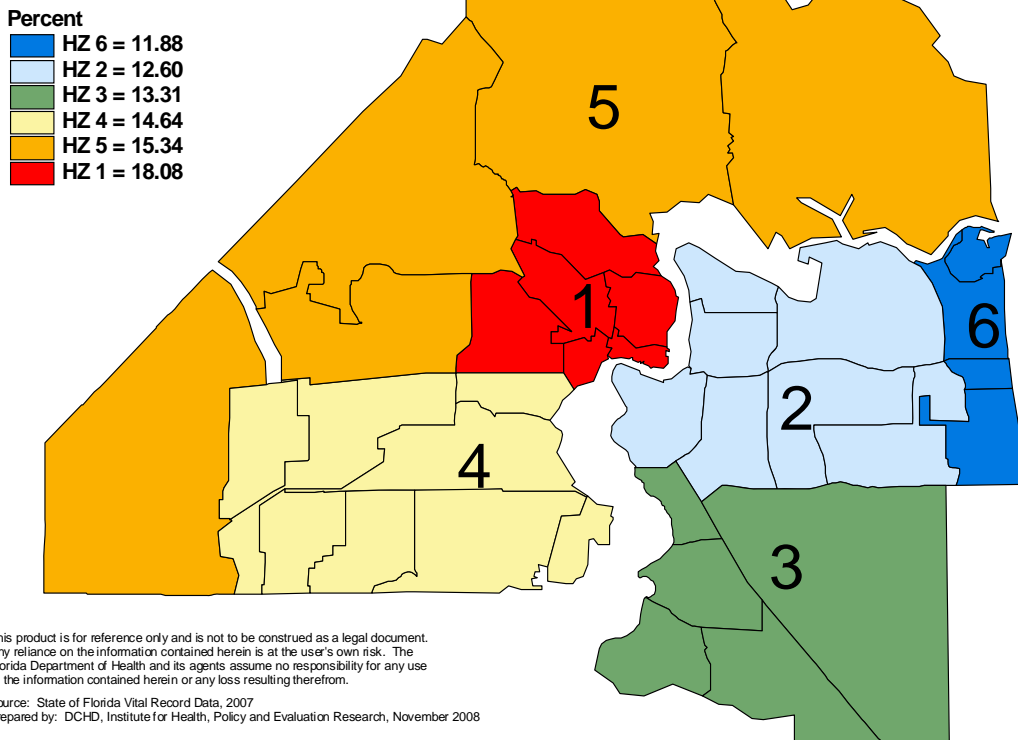 Percent
HZ 6 = 11.88
HZ 2 = 12.60
HZ 3 = 13.31
HZ 4 = 14.64
HZ 5 = 15.34
HZ 1 = 18.08
5
1
6
2
4
3
his product is for reference only and is not to be construed as a legal document.
ny reliance on the information contained herein is at the user's own risk. The
orida Department of Health and its agents assume no responsibility for any use
the information contained herein or any loss resulting therefrom.
ource: State of Florida Vital Record Data, 2007
repared by: DCHD, Institute for Health, Policy and Evaluation Research, November 2008